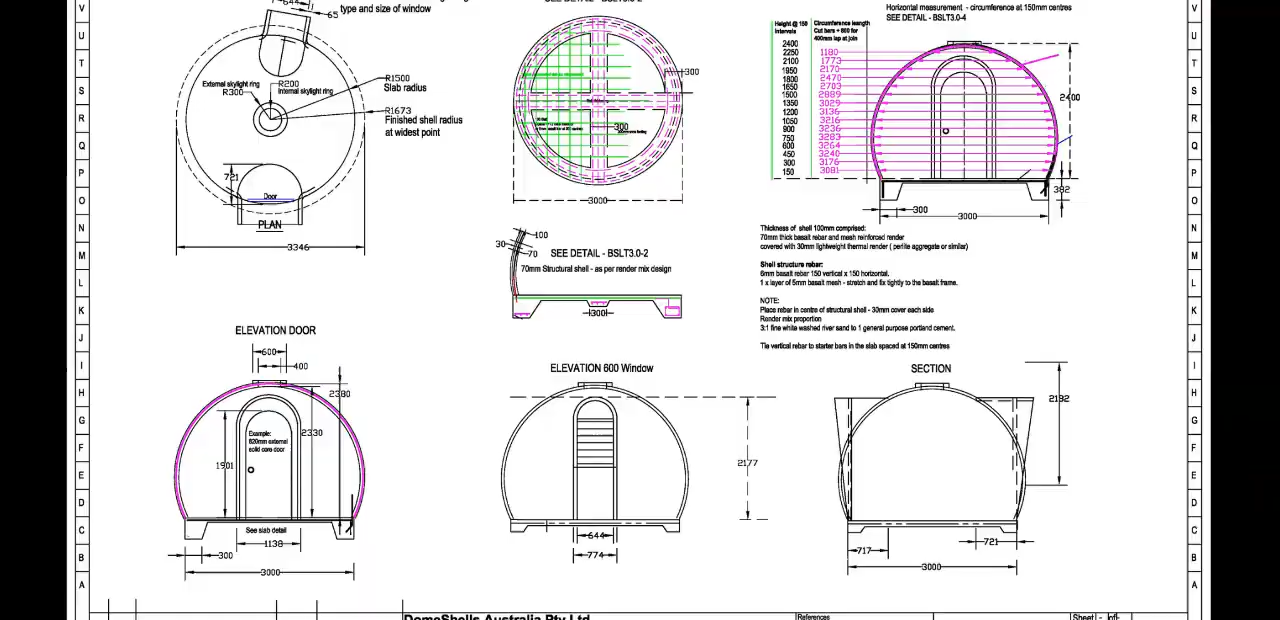 type and size of window
644
65
External skylight ring
R300
R200
Internal skylight ring
R1500
Slab radius
R1673
Finished shell radius
at widest point
721
Door
PLAN
3346
300
300
3000
Horizontal measurement - circumference at 150mm centres
SEE DETAIL - BSLT3.0-4
Height @ 150
intervals
Circumference leangth
Cut bars + 800 for
400mm lap at join
2400
2250 1180
2100 1773
1950 2170
1800 2470
1650 2703
1500 2889
1350 3029
1200 3136
1050 3216
900 3236
750 3283
600 3264
450 3240
300 3176
150 3081
2400
382
300
3000
100
30
70
SEE DETAIL - BSLT3.0-2
70mm Structural shell - as per render mix design
300
Thickness of shell 100mm comprised:
70mm thick basalt rebar and mesh reinforced render
covered with 30mm lightweight thermal render ( perlite aggregate or similar)
Shell structure rebar:
6mm basalt rebar 150 vertical x 150 horizontal.
1 x layer of 5mm basalt mesh - stretch and fix tightly to the basalt frame.
NOTE:
Place rebar in centre of structural shell - 30mm cover each side
Render mix proportion
3:1 fine white washed river sand to 1 general purpose portland cement.
Tie vertical rebar to starter bars in the slab spaced at 150mm centres
ELEVATION DOOR
600
400
2380
2330
1901
Example:
820mm external
solid core door
See slab detail
1138
300
3000
ELEVATION 600 Window
2177
644
774
SECTION
2192
717
721
3000
V
U
T
S
R
Q
P
O
N
M
L
K
J
I
H
G
F
E
D
C
B
A
V
U
T
S
R
Q
P
O
N
M
L
K
J
I
H
G
F
E
D
C
B
A
DomeShells Australia Pty Ltd
References
Sheet - of